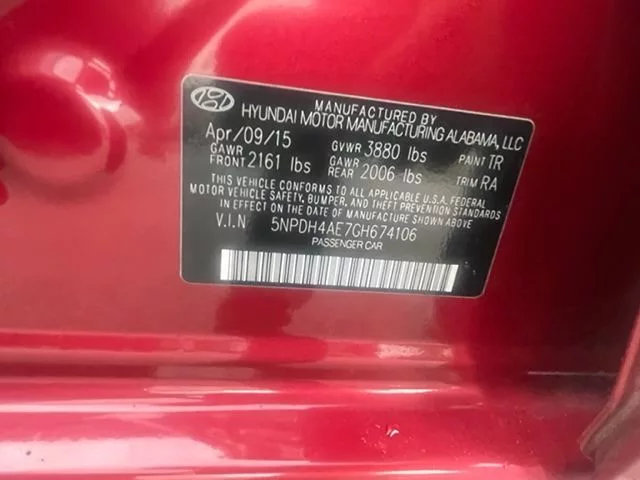 MANUFACTURED BY
HYUNDAI MOTOR MANUFACTURING ALABAMA, LLC
Apr/09/15 GVWR 3880 lbs PAINT TR
GAWR FRONT 2161 lbs GAWR REAR 2006 lbs TRIM RA
THIS VEHICLE CONFORMS TO ALL APPLICABLE U.S.A. FEDERAL
MOTOR VEHICLE SAFETY, BUMPER, AND THEFT PREVENTION STANDARDS
IN EFFECT ON THE DATE OF MANUFACTURE SHOWN ABOVE
V.I.N 5NPDH4AE7GH674106
PASSENGER CAR